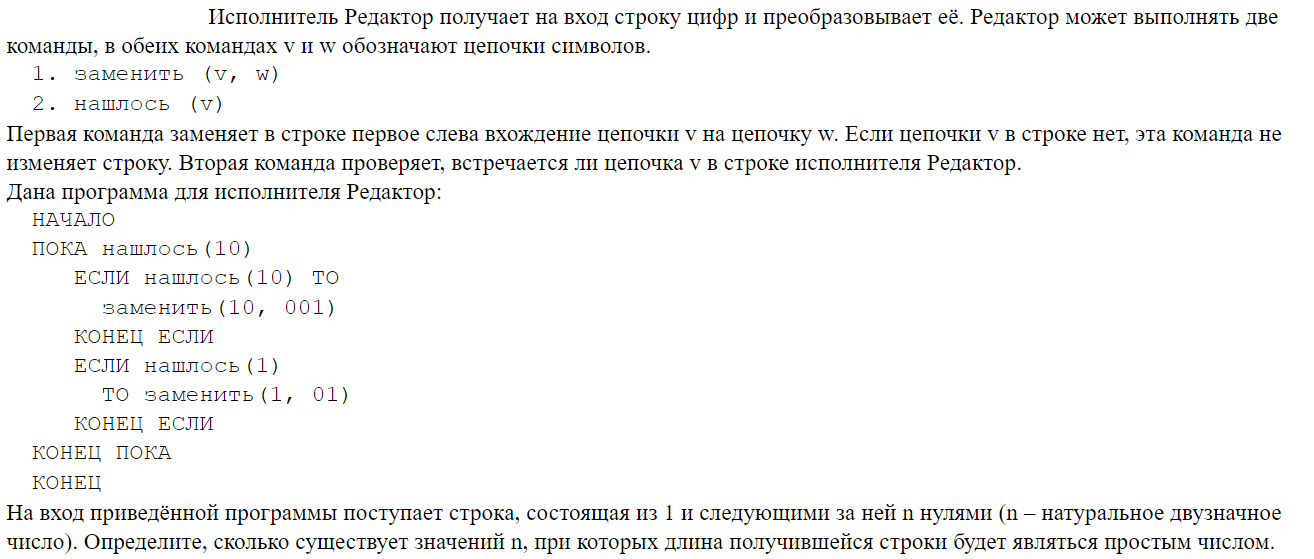 Исполнитель Редактор получает на вход строку цифр и преобразовывает её. Редактор может выполнять две
команды, в обеих командах v и w обозначают цепочки символов.
1. заменить (v, w)
2. нашлось (v)
Первая команда заменяет в строке первое слева вхождение цепочки v на цепочку w. Если цепочки v в строке нет, эта команда не
изменяет строку. Вторая команда проверяет, встречается ли цепочка v в строке исполнителя Редактор.
Дана программа для исполнителя Редактор:
НАЧАЛО
ПОКА нашлось(10)
ЕСЛИ нашлось(10) ТО
заменить(10, 001)
КОНЕЦ ЕСЛИ
ЕСЛИ нашлось(1)
ТО заменить(1, 01)
КОНЕЦ ЕСЛИ
КОНЕЦ ПОКА
КОНЕЦ
На вход приведённой программы поступает строка, состоящая из 1 и следующими за ней n нулями (n – натуральное двузначное
число). Определите, сколько существует значений n, при которых длина получившейся строки будет являться простым числом.